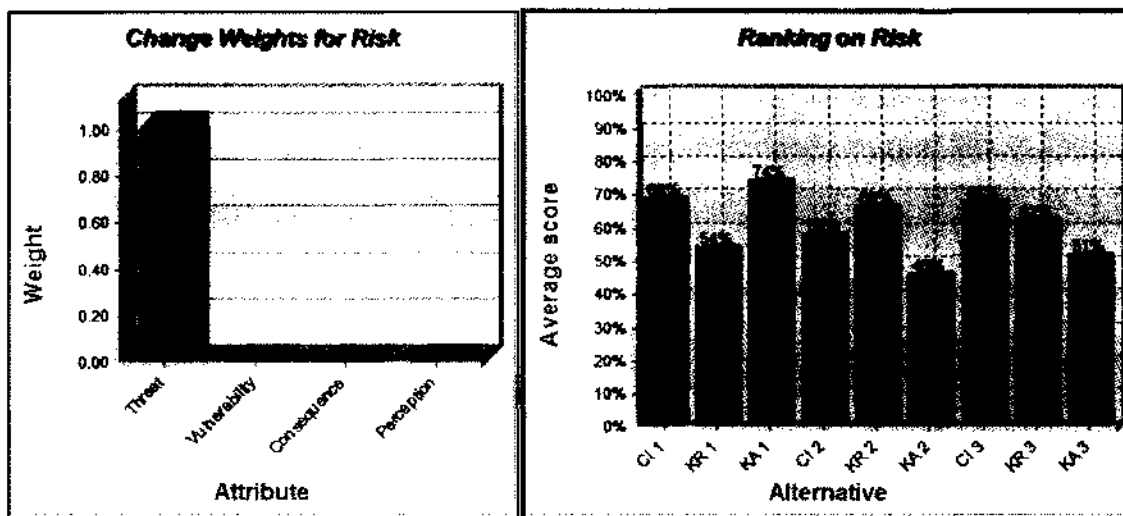 Change Weights for Risk
Weight
1.00
0.80
0.60
0.40
0.20
0.00
Threat
Vulnerability
Consequence
Perception
Attribute
Ranking on Risk
Average score
100%
90%
80%
70%
60%
50%
40%
30%
20%
10%
0%
54%
74%
51%
CI 1
KR 1
KA 1
CI 2
KR 2
KA 2
CI 3
KR 3
KA 3
Alternative